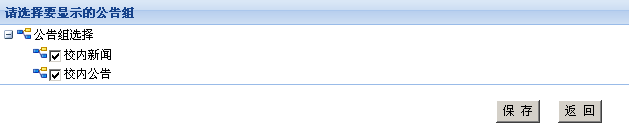 请选择要显示的公告组
公告组选择
校内新闻
校内公告
保 存 返 回